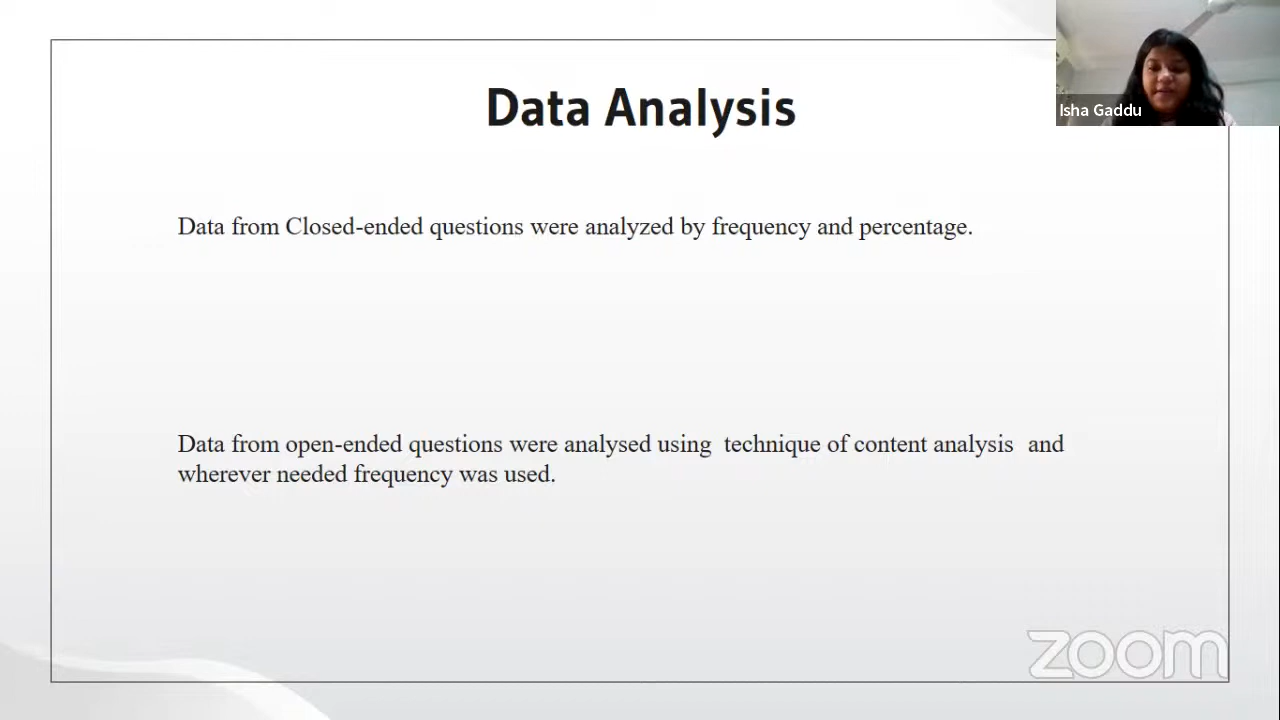 Data Analysis
Isha Gaddu
Data from Closed-ended questions were analyzed by frequency and percentage.
Data from open-ended questions were analysed using technique of content analysis and
wherever needed frequency was used.
zoom